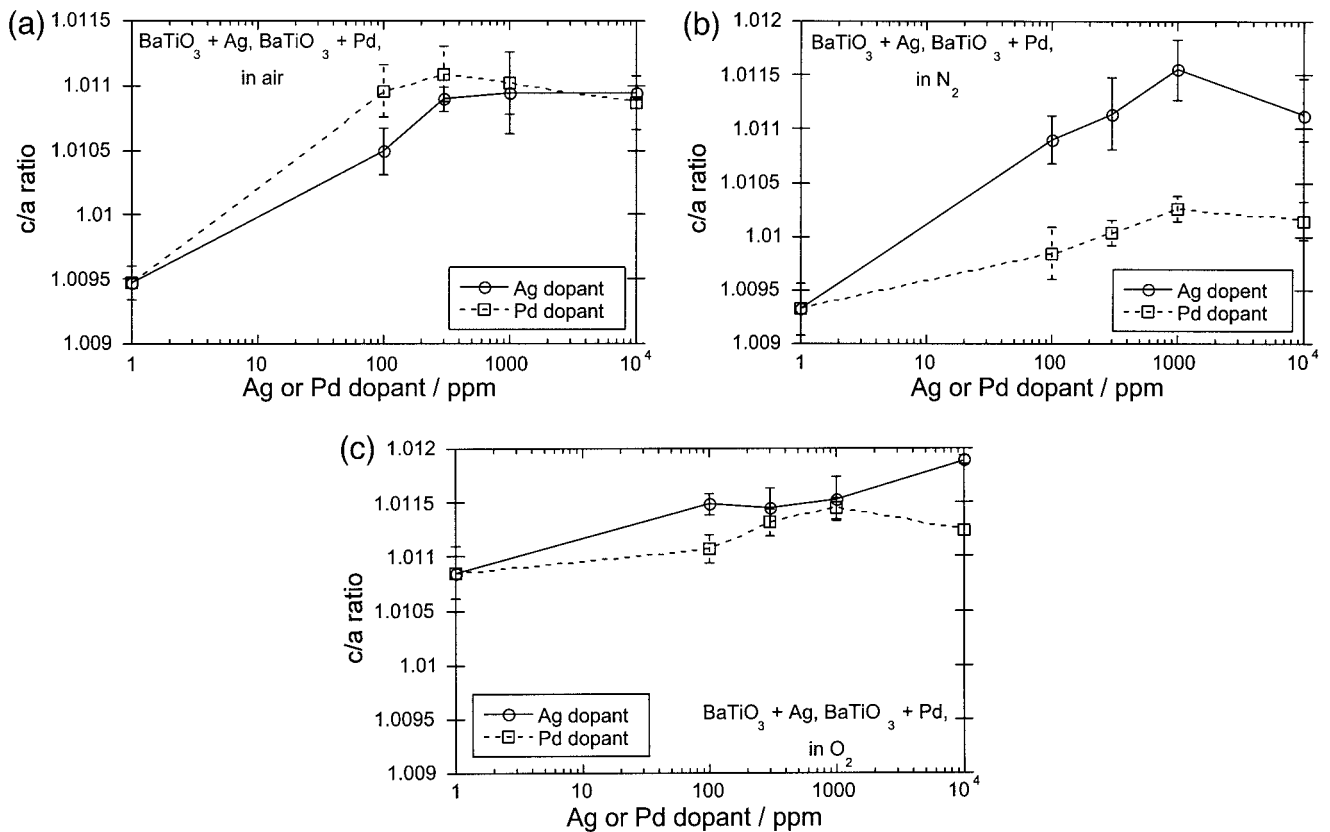 (a)
1.0115
1.011
1.0105
1.01
1.0095
1.009
c/a ratio
BaTiO3 + Ag, BaTiO3 + Pd,
in air
Ag dopant
Pd dopant
1 10 100 1000 10^4
Ag or Pd dopant / ppm
(b)
1.012
1.0115
1.011
1.0105
1.01
1.0095
1.009
c/a ratio
BaTiO3 + Ag, BaTiO3 + Pd,
in N2
Ag dopent
Pd dopant
1 10 100 1000 10^4
Ag or Pd dopant / ppm
(c)
1.012
1.0115
1.011
1.0105
1.01
1.0095
1.009
c/a ratio
Ag dopant
Pd dopant
BaTiO3 + Ag, BaTiO3 + Pd,
in O2
1 10 100 1000 10^4
Ag or Pd dopant / ppm